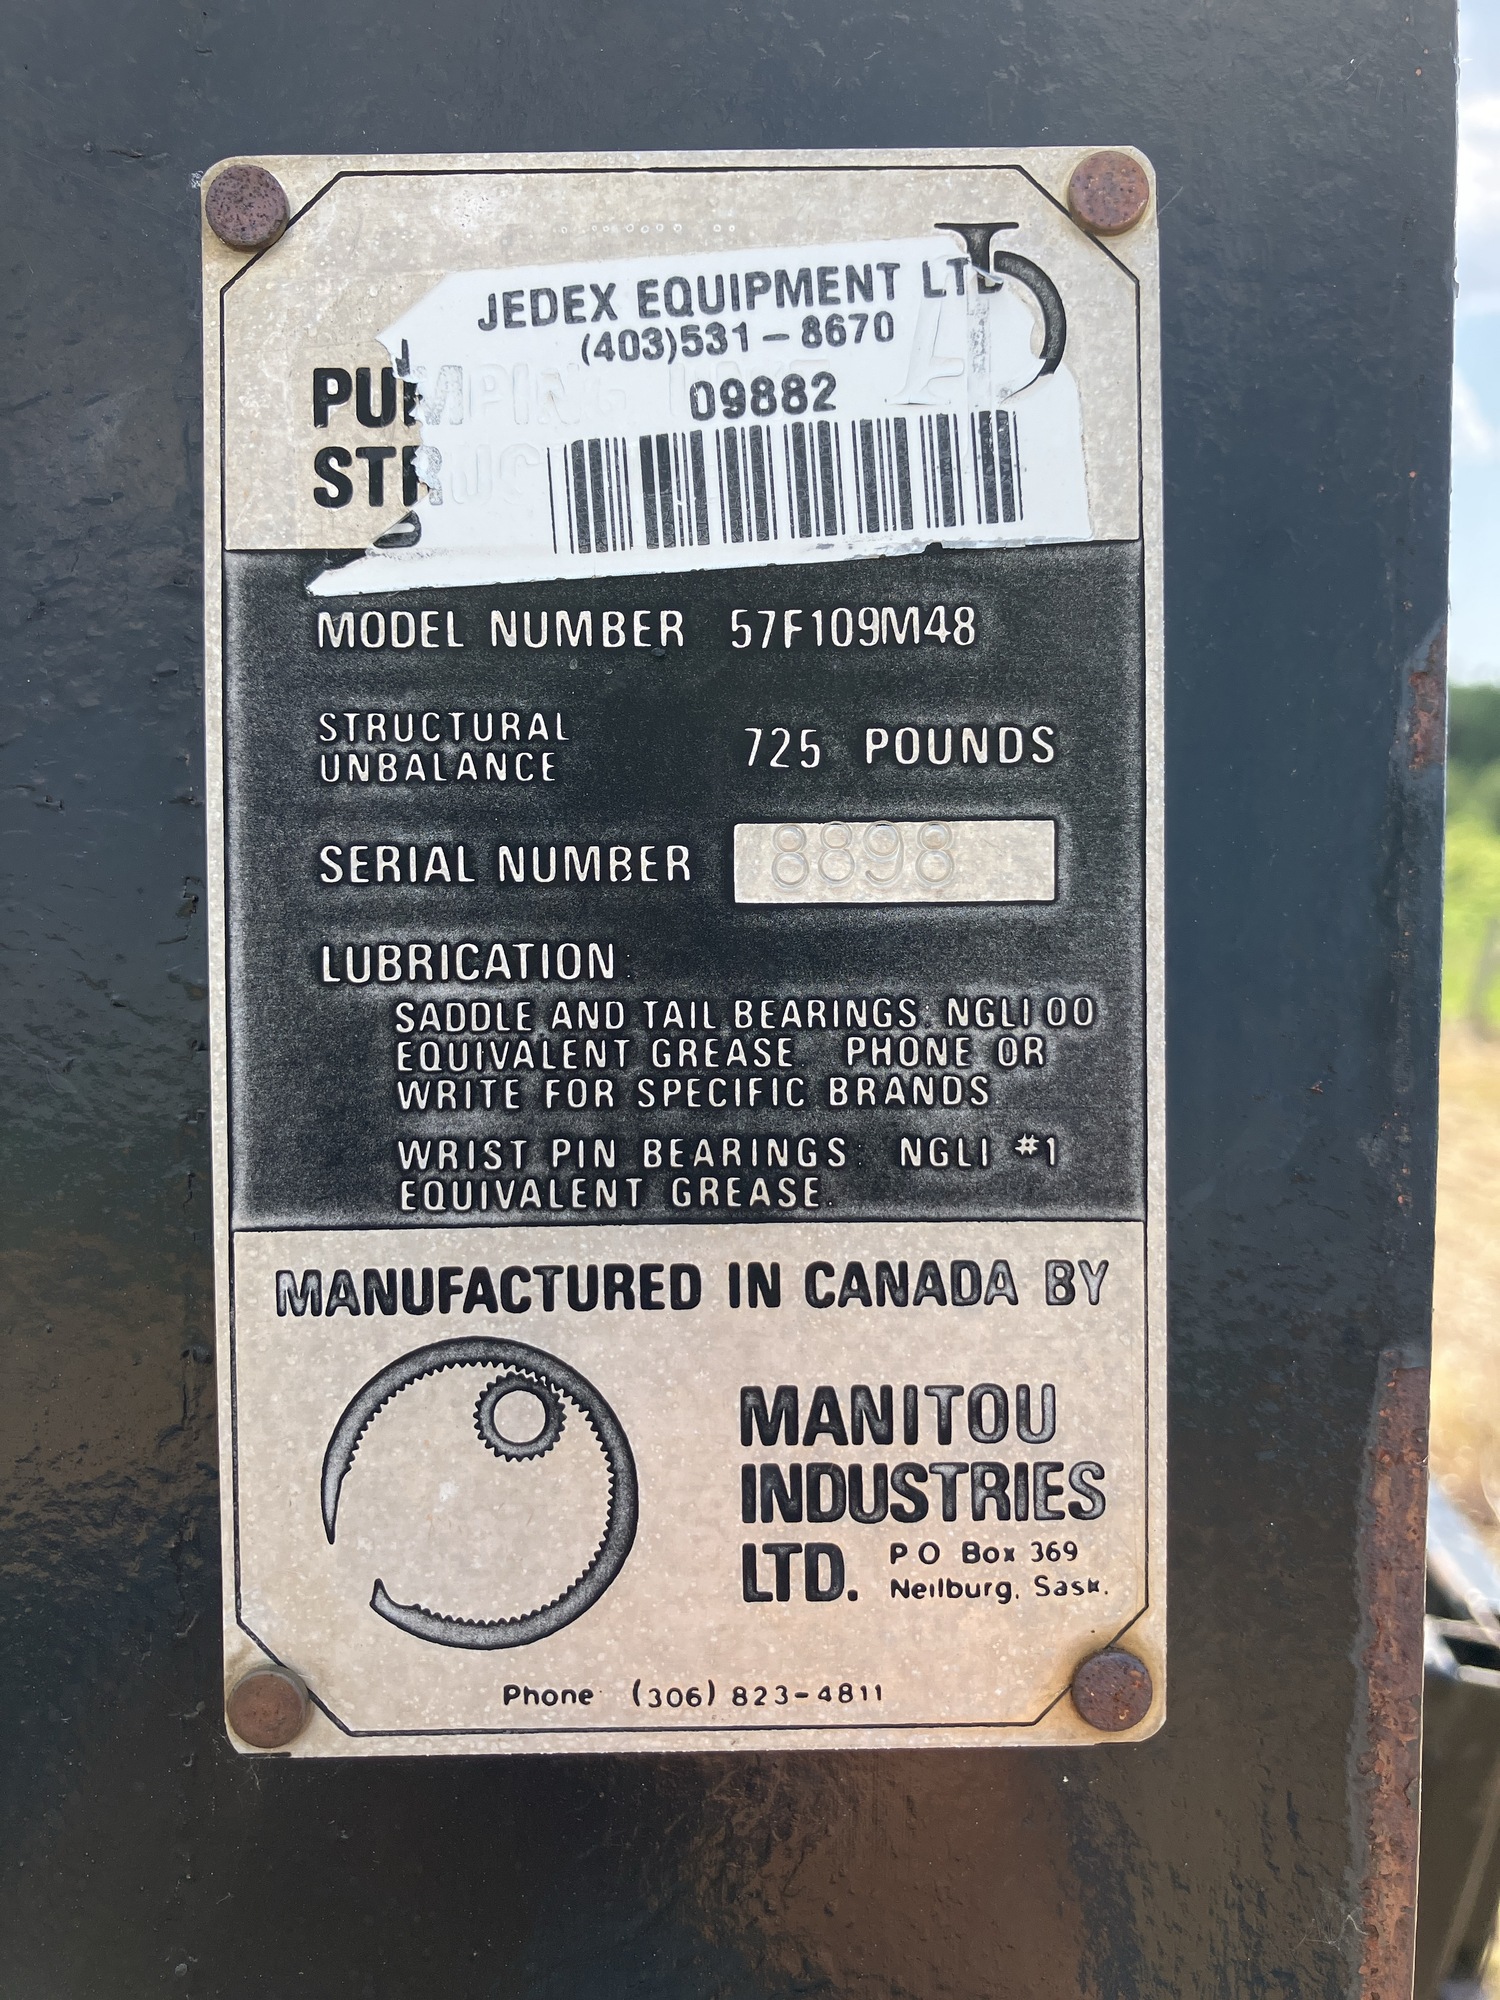 JEDEX EQUIPMENT LTD
(403)531-8670
09882
PUMPING
STRUC
MODEL NUMBER 57F109M48
STRUCTURAL
UNBALANCE
725 POUNDS
SERIAL NUMBER 8898
LUBRICATION:
SADDLE AND TAIL BEARINGS: NGLI 00
EQUIVALENT GREASE. PHONE OR
WRITE FOR SPECIFIC BRANDS.
WRIST PIN BEARINGS: NGLI #1
EQUIVALENT GREASE.
MANUFACTURED IN CANADA BY
MANITOU
INDUSTRIES
LTD. P O Box 369
Neilburg, Sask.
Phone (306) 823-4811